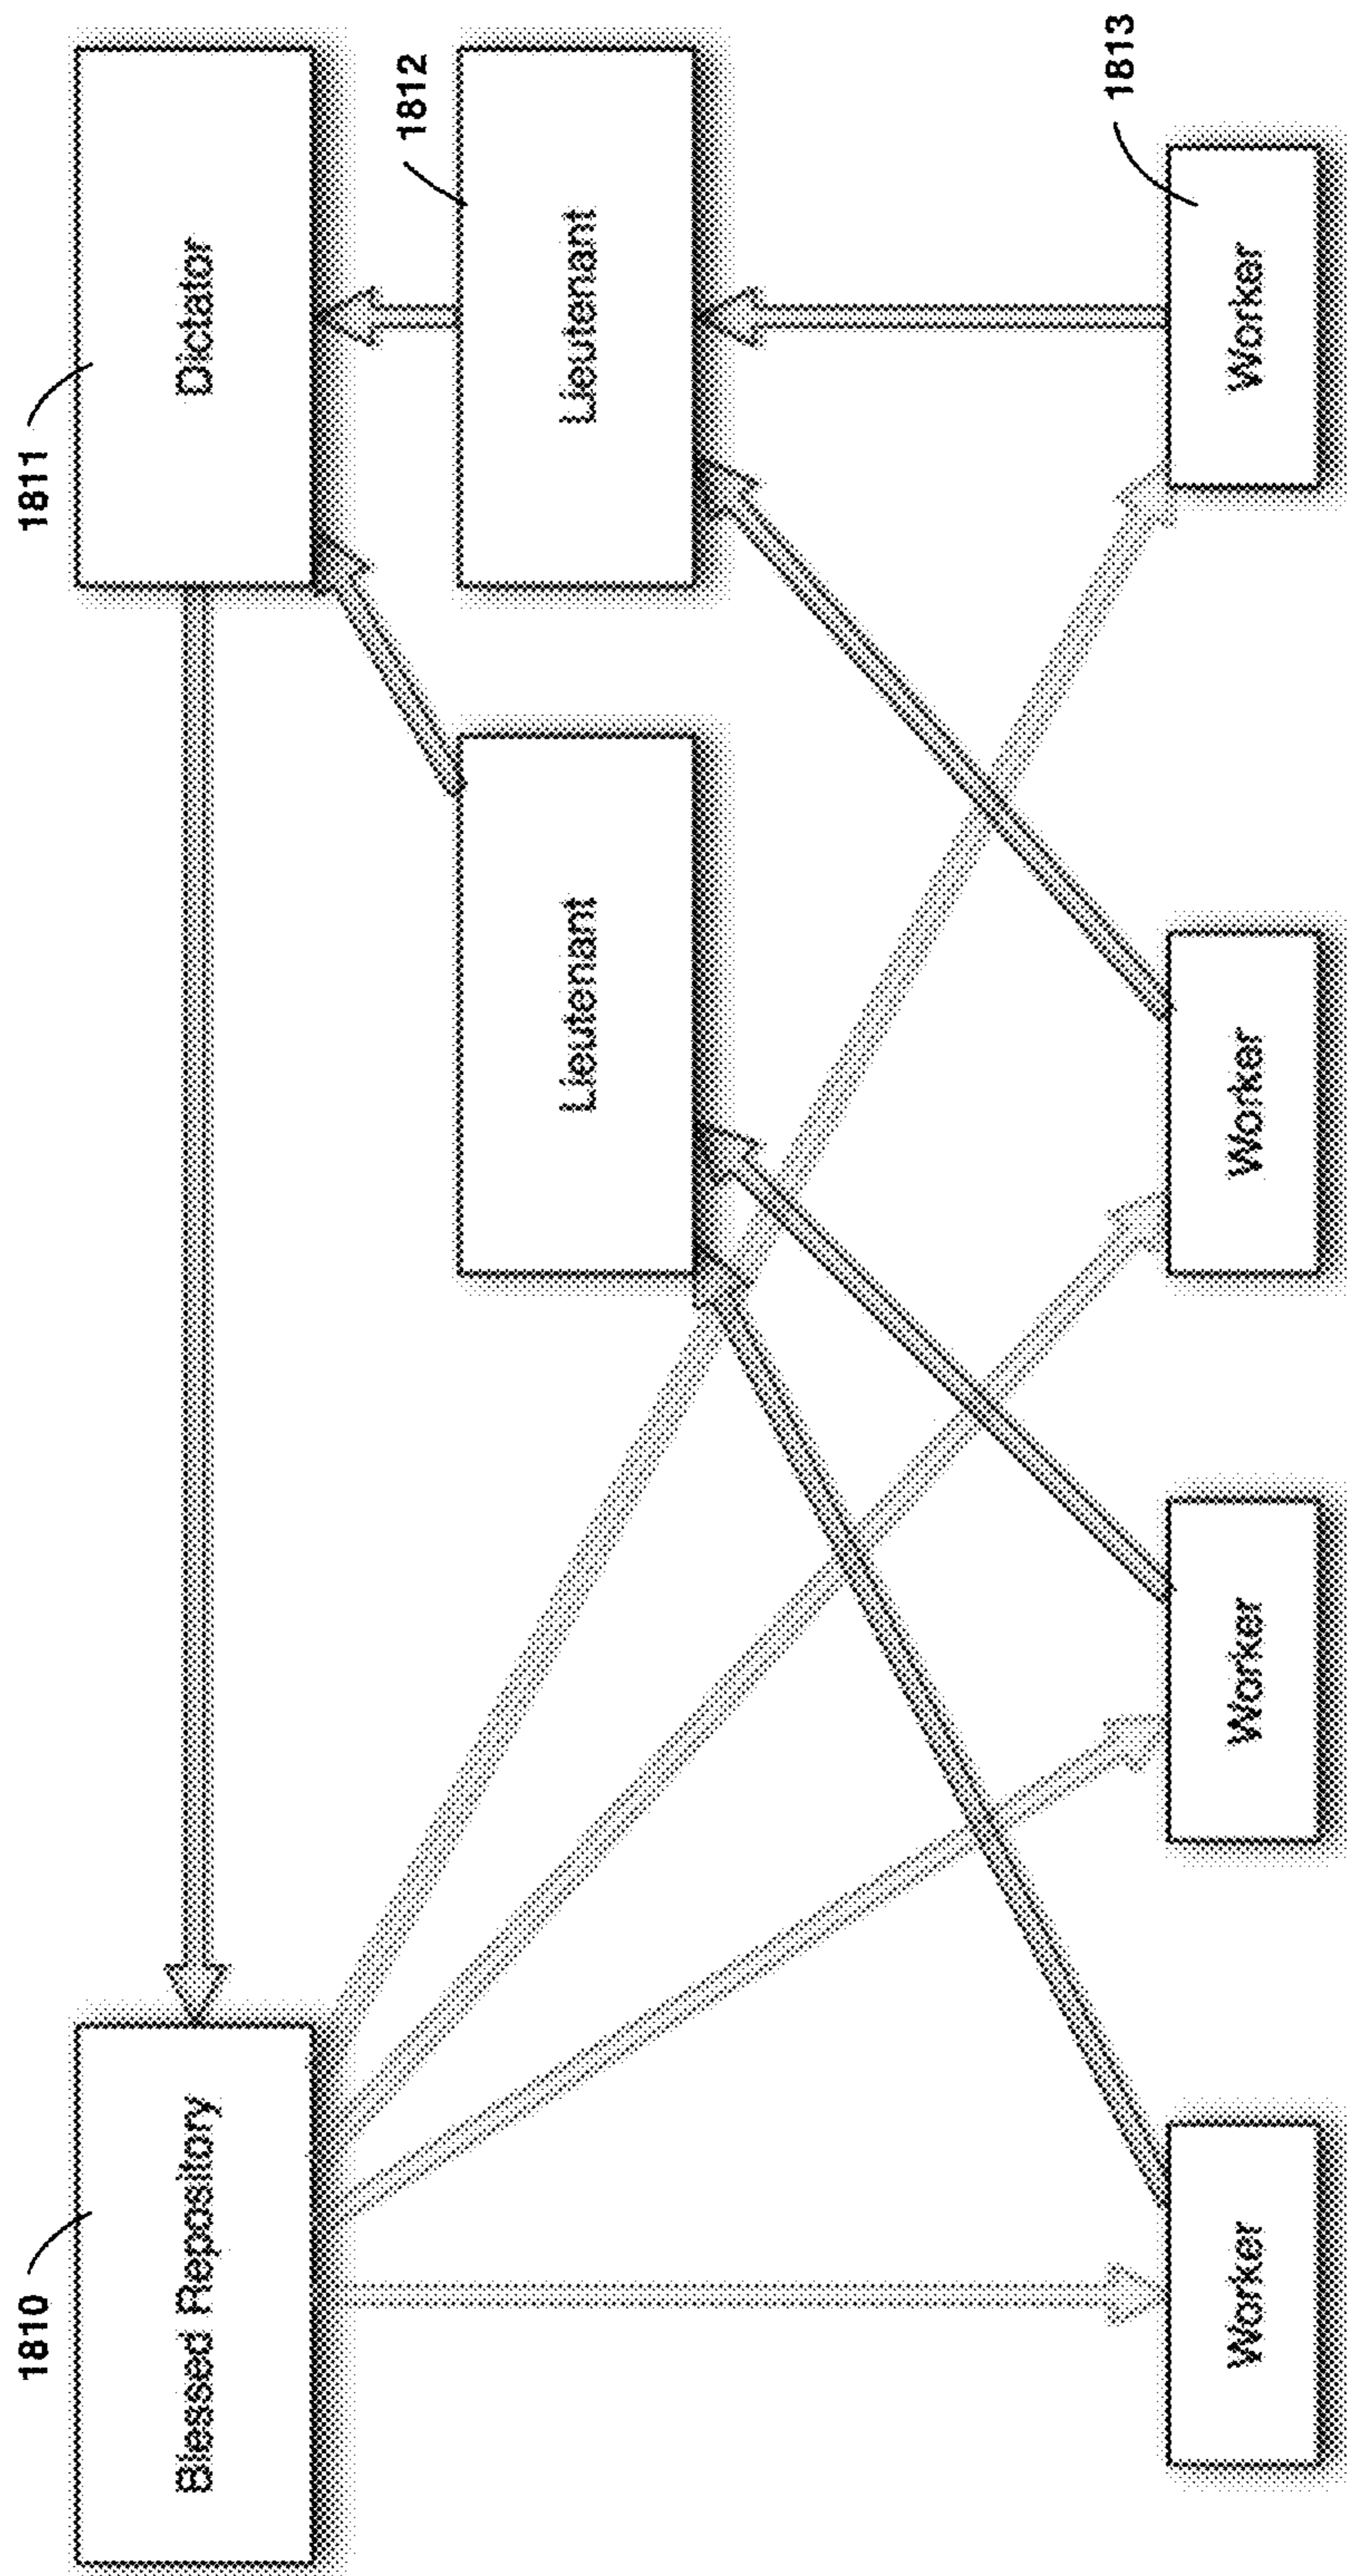 1810
1811
Blessed Repository
Dictator
1812
Lieutenant
Lieutenant
1813
Worker
Worker
Worker
Worker